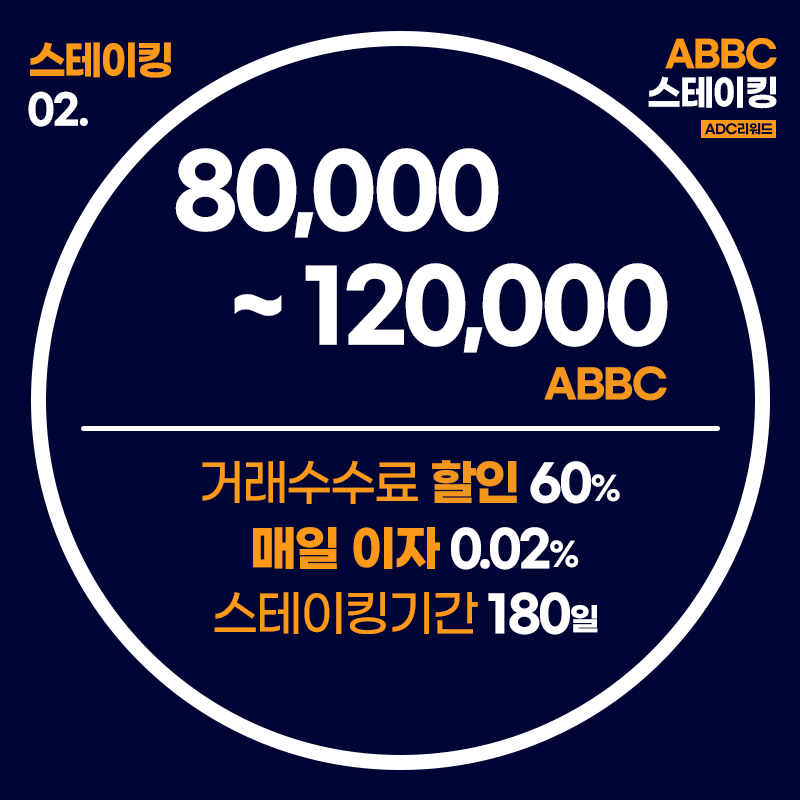 스테이킹
02.
ABBC
스테이킹
ADC리워드
80,000
~ 120,000
ABBC
거래수수료 할인 60%
매일 이자 0.02%
스테이킹기간 180일